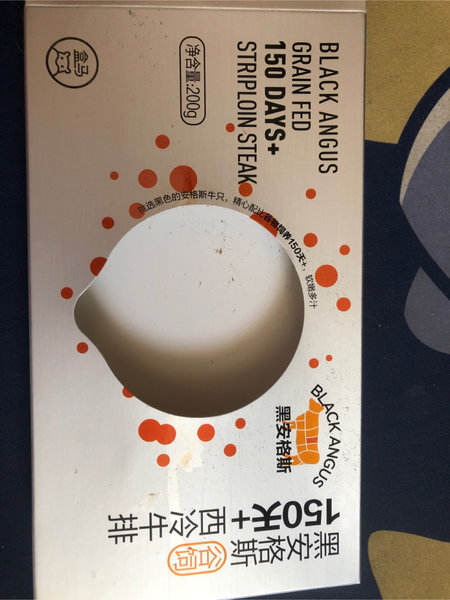 BLACK ANGUS
GRAIN FED
150 DAYS+
STRIPLOIN STEAK
净含量:200g
盒马
挑选黑色的安格斯牛只,精心配比谷物饲养150天+,软嫩多汁
BLACK ANGUS
黑安格斯
黑安格斯
谷饲
150天+西冷牛排